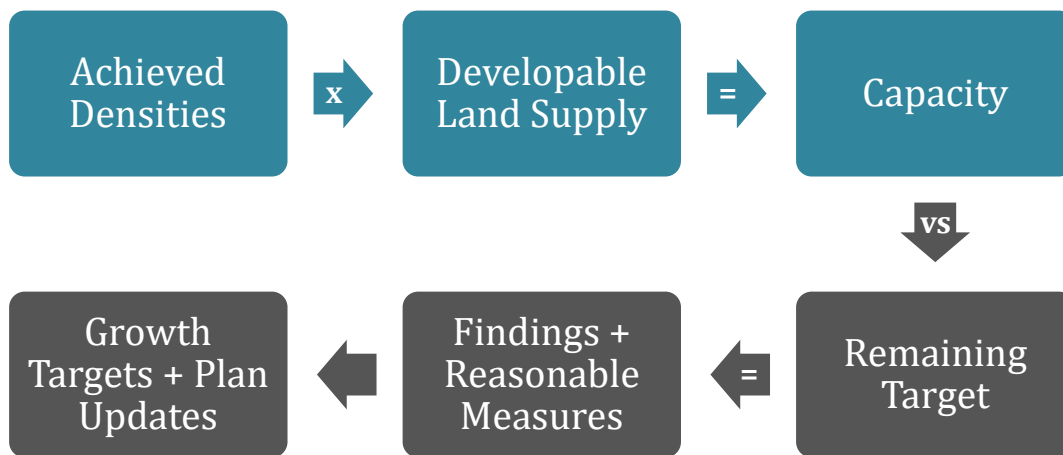 Achieved
Densities
x
Developable
Land Supply
=
Capacity
vs
Remaining
Target
=
Findings +
Reasonable
Measures
Growth
Targets + Plan
Updates